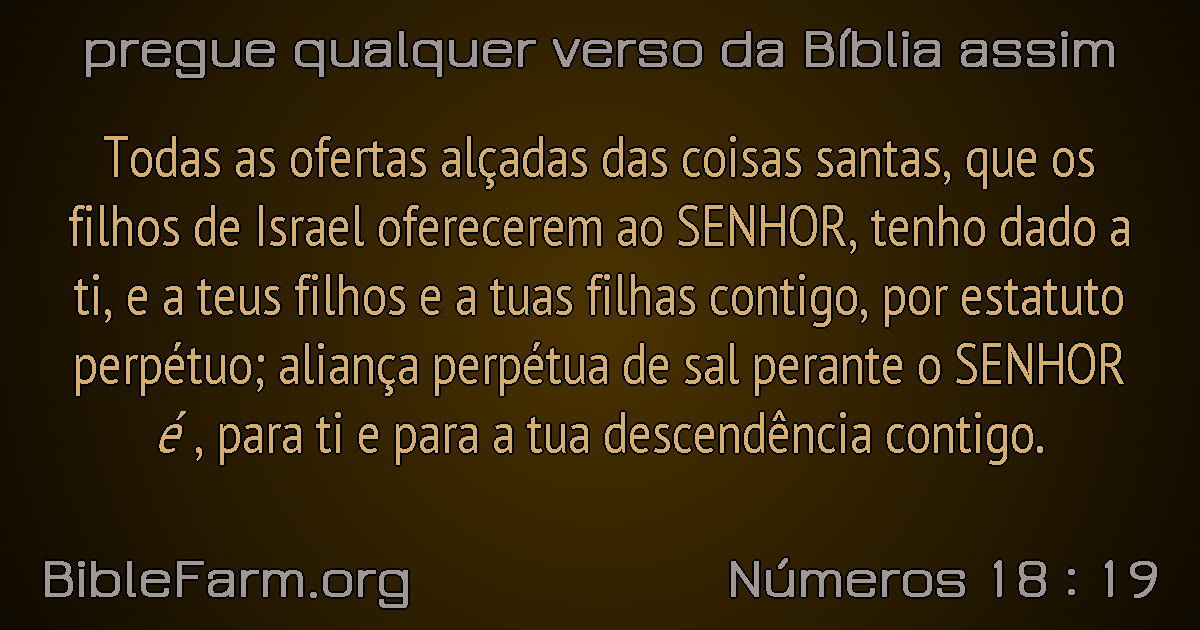 pregue qualquer verso da Bíblia assim
Todas as ofertas alçadas das coisas santas, que os
filhos de Israel oferecerem ao SENHOR, tenho dado a
ti, e a teus filhos e a tuas filhas contigo, por estatuto
perpétuo; aliança perpétua de sal perante o SENHOR
é , para ti e para a tua descendência contigo.
BibleFarm.org
Números 18 : 19